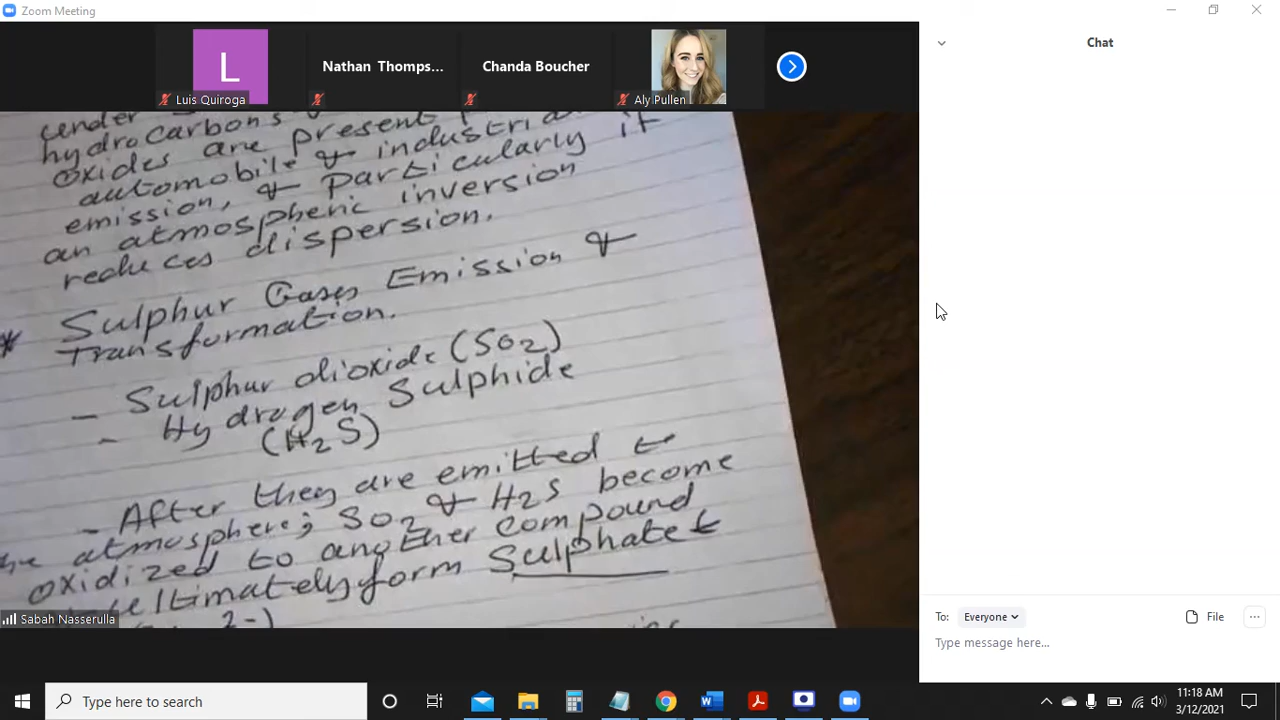 Zoom Meeting
L
Luis Quiroga
Nathan Thomps...
Chanda Boucher
Aly Pullen
under
hydrocarbons
oxides are present
automobile & industrial
emission, & Particularly if
an atmospheric inversion
reduces dispersion.
* Sulphur Gases Emission &
Transformation.
- Sulphur dioxide (SO2)
- Hydrogen Sulphide
(H2S)
- After they are emitted to
the atmosphere; SO2 & H2S become
oxidized to another compound
ultimately form Sulphate
2-)
Sabah Nasserulla
Chat
To: Everyone
File
...
Type message here...
Type here to search
11:18 AM
3/12/2021